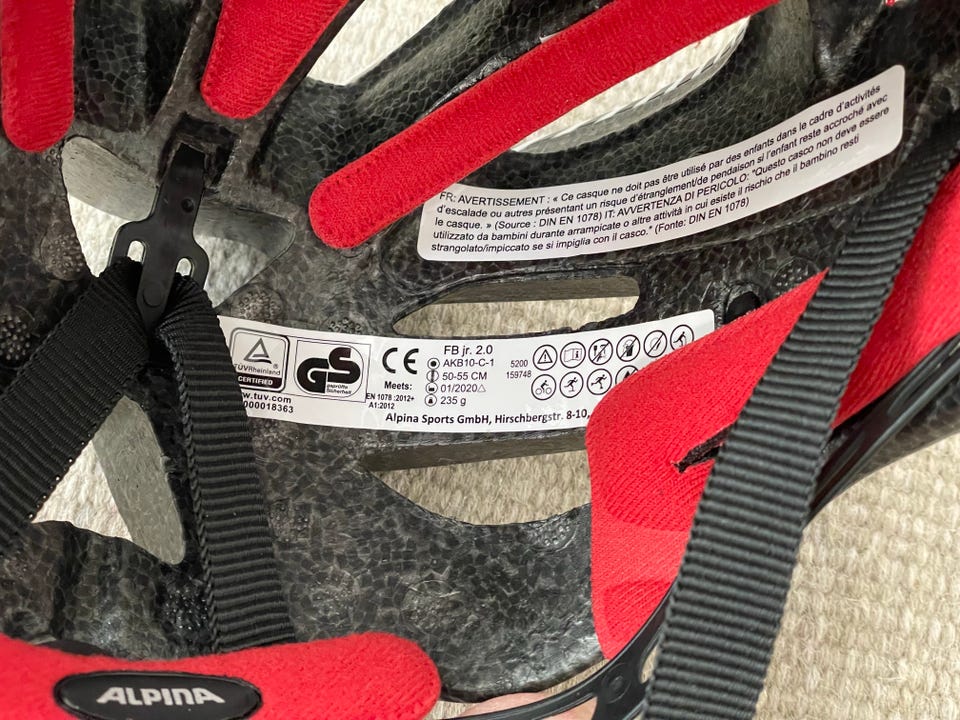 FR: AVERTISSEMENT : « Ce casque ne doit pas être utilisé par des enfants dans le cadre d'activités
d'escalade ou autres présentant un risque d'étranglement/de pendaison si l'enfant reste accroché avec
le casque. » (Source : DIN EN 1078) IT: AVVERTENZA DI PERICOLO: "Questo casco non deve essere
utilizzato da bambini durante arrampicate o altre attività in cui esiste il rischio che il bambino resti
strangolato/impiccato se si impiglia con il casco." (Fonte: DIN EN 1078)
TÜVRheinland
CERTIFIED
w.tuv.com
000018363
GS
geprüfte
Sicherheit
CE
Meets:
EN 1078 :2012+
A1:2012
FB jr. 2.0
AKB10-C-1
50-55 CM
01/2020
235 g
5200
159748
Alpina Sports GmbH, Hirschbergstr. 8-10,
ALPINA